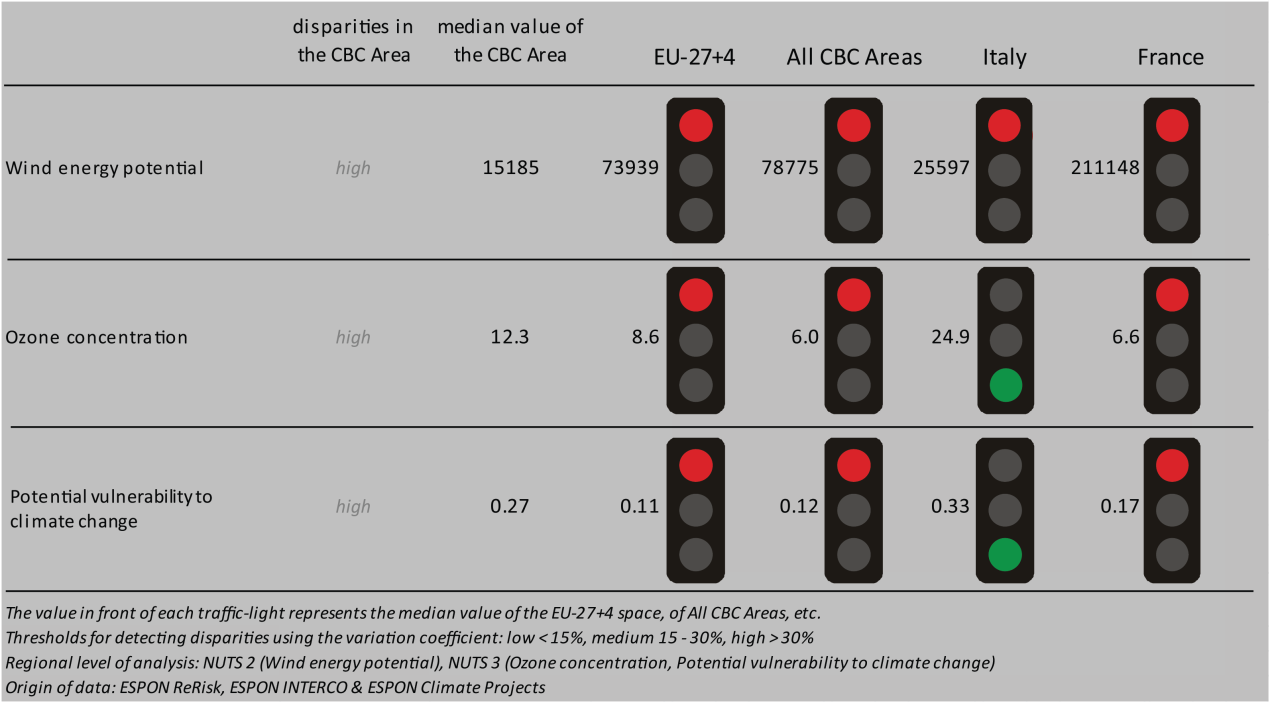 disparities in
the CBC Area
median value of
the CBC Area
EU-27+4
All CBC Areas
Italy
France
Wind energy potential
high
15185
73939
78775
25597
211148
Ozone concentration
high
12.3
8.6
6.0
24.9
6.6
Potential vulnerability to
climate change
high
0.27
0.11
0.12
0.33
0.17
The value in front of each traffic-light represents the median value of the EU-27+4 space, of All CBC Areas, etc.
Thresholds for detecting disparities using the variation coefficient: low < 15%, medium 15 - 30%, high > 30%
Regional level of analysis: NUTS 2 (Wind energy potential), NUTS 3 (Ozone concentration, Potential vulnerability to climate change)
Origin of data: ESPON ReRisk, ESPON INTERCO & ESPON Climate Projects